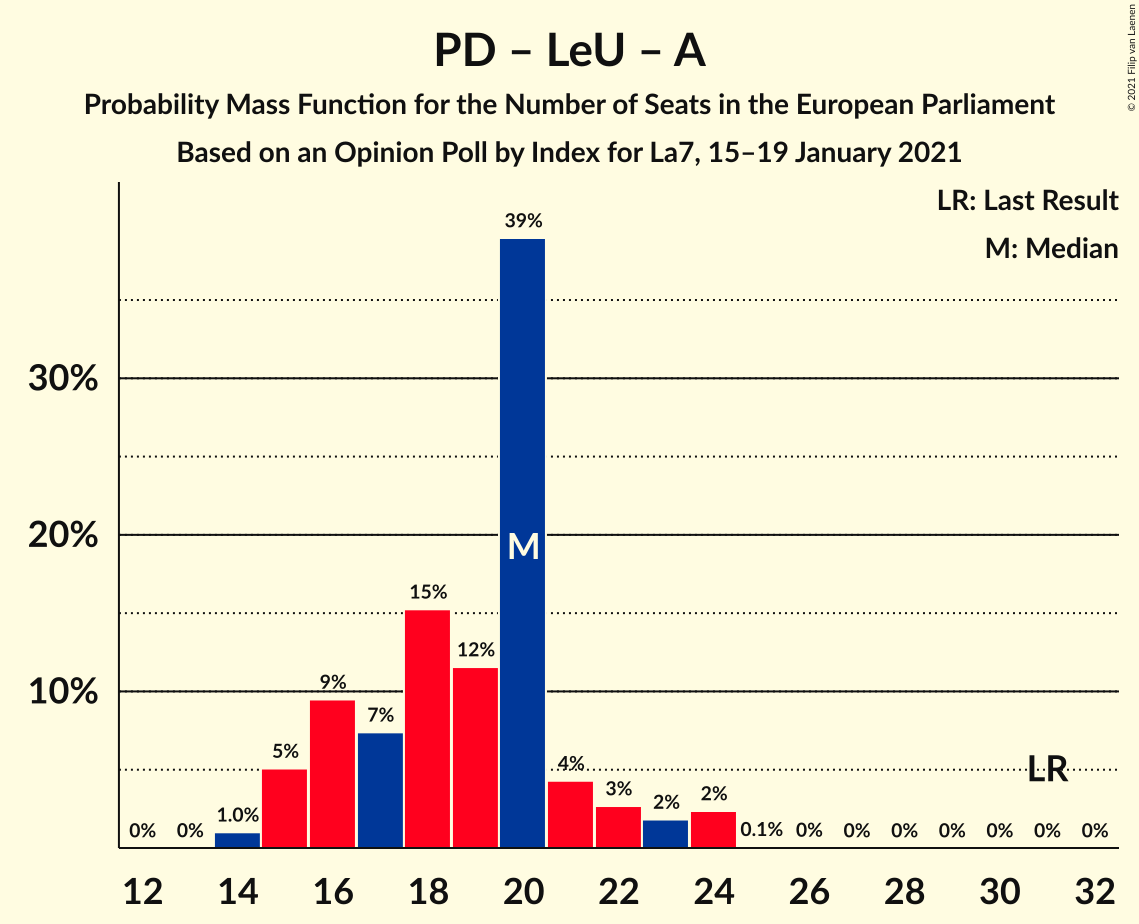 PD – LeU – A
Probability Mass Function for the Number of Seats in the European Parliament
Based on an Opinion Poll by Index for La7, 15–19 January 2021
© 2021 Filip van Laenen
LR: Last Result
M: Median
39%
30%
20%
M
15%
12%
10%
9%
7%
5%
4%
LR
3%
2%
2%
1.0%
0% 0% 0.1% 0% 0% 0% 0% 0% 0% 0%
12 14 16 18 20 22 24 26 28 30 32